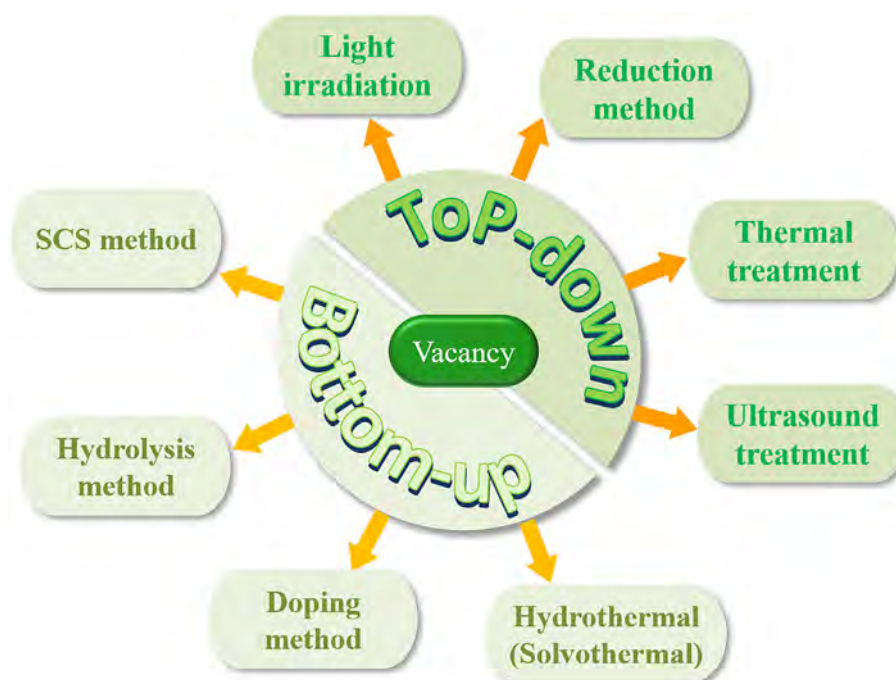 Light
irradiation
Reduction
method
SCS method
ToP-down
Thermal
treatment
Vacancy
Bottom-up
Hydrolysis
method
Ultrasound
treatment
Doping
method
Hydrothermal
(Solvothermal)